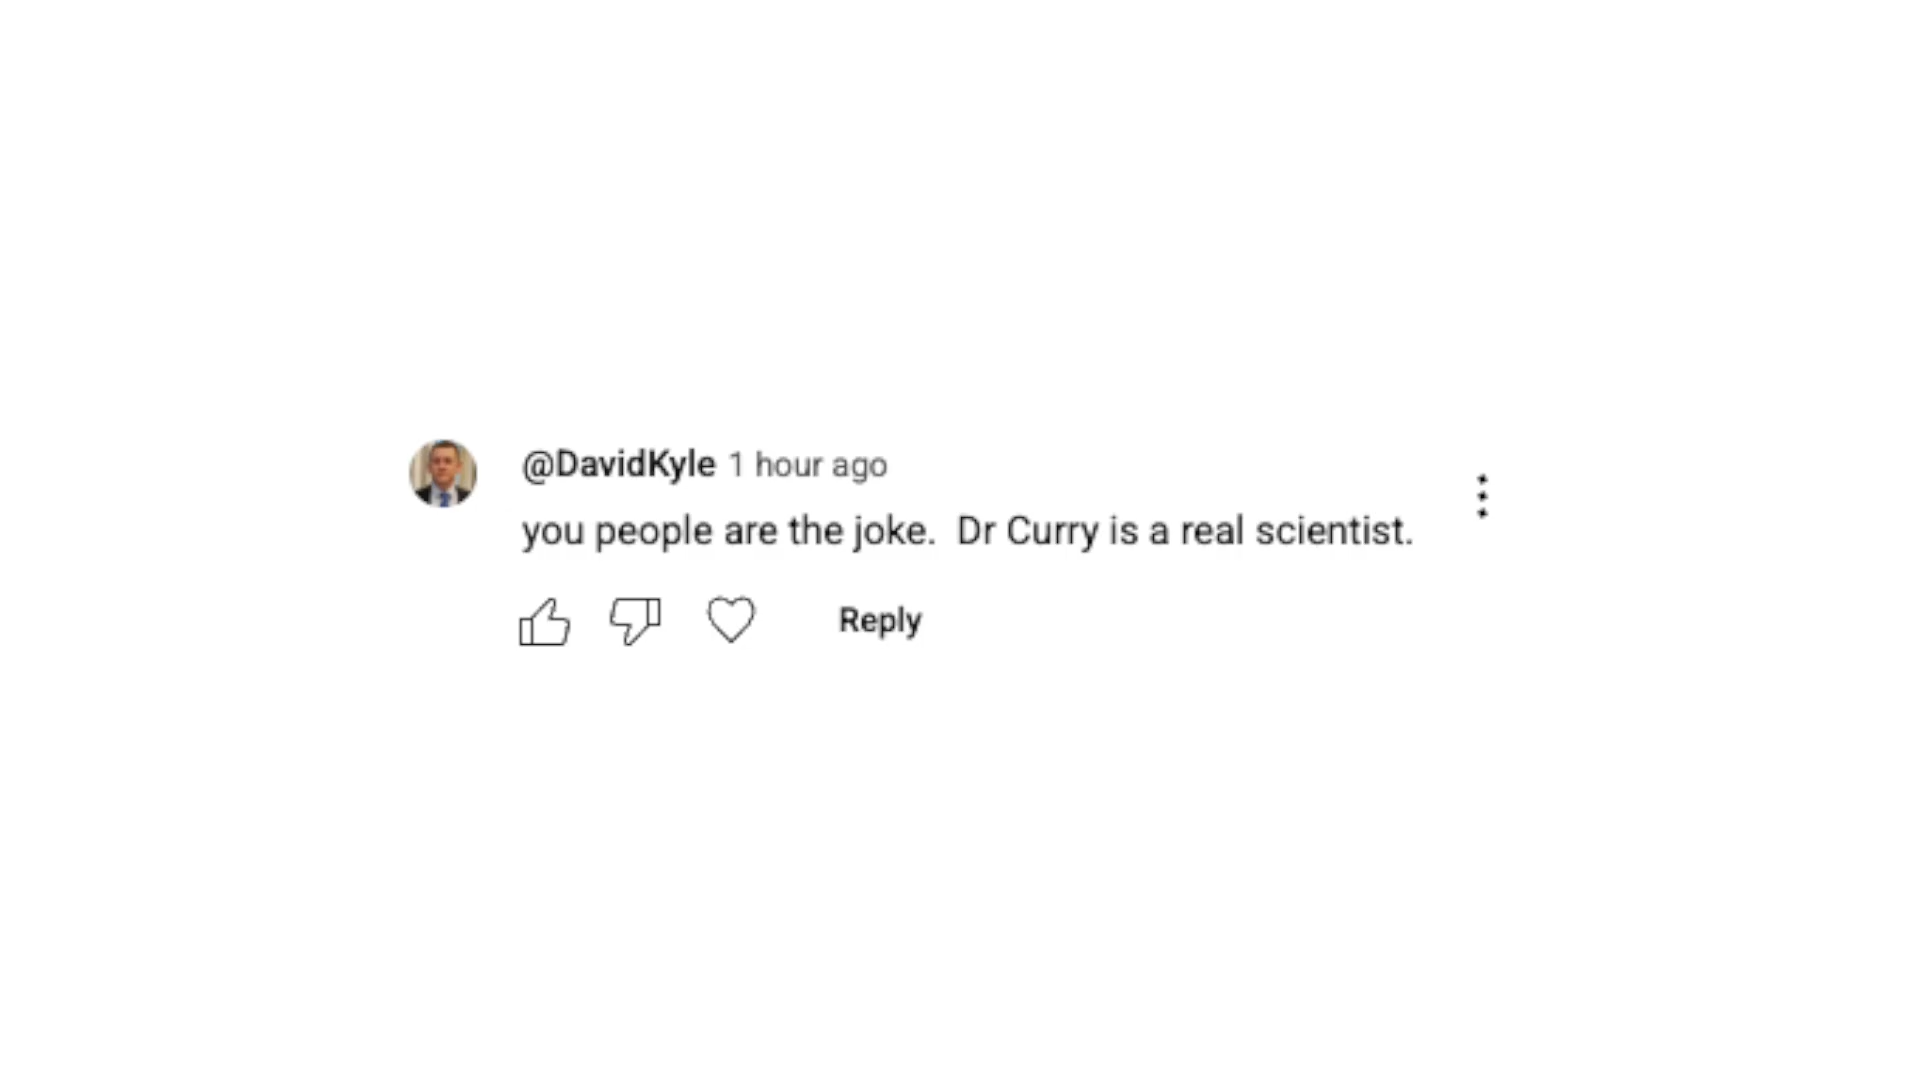 @DavidKyle 1 hour ago
you people are the joke.  Dr Curry is a real scientist.
Reply